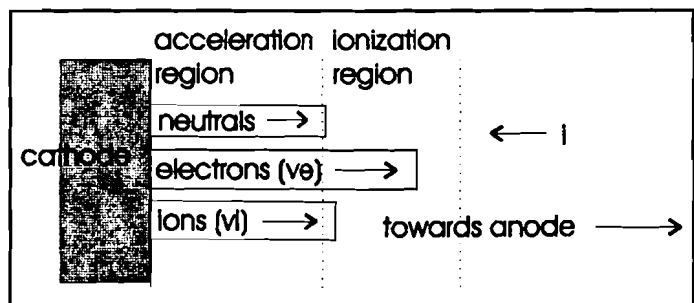 acceleration ionization
region region
neutrals
cathode
electrons (ve)
i
ions (vi)
towards anode